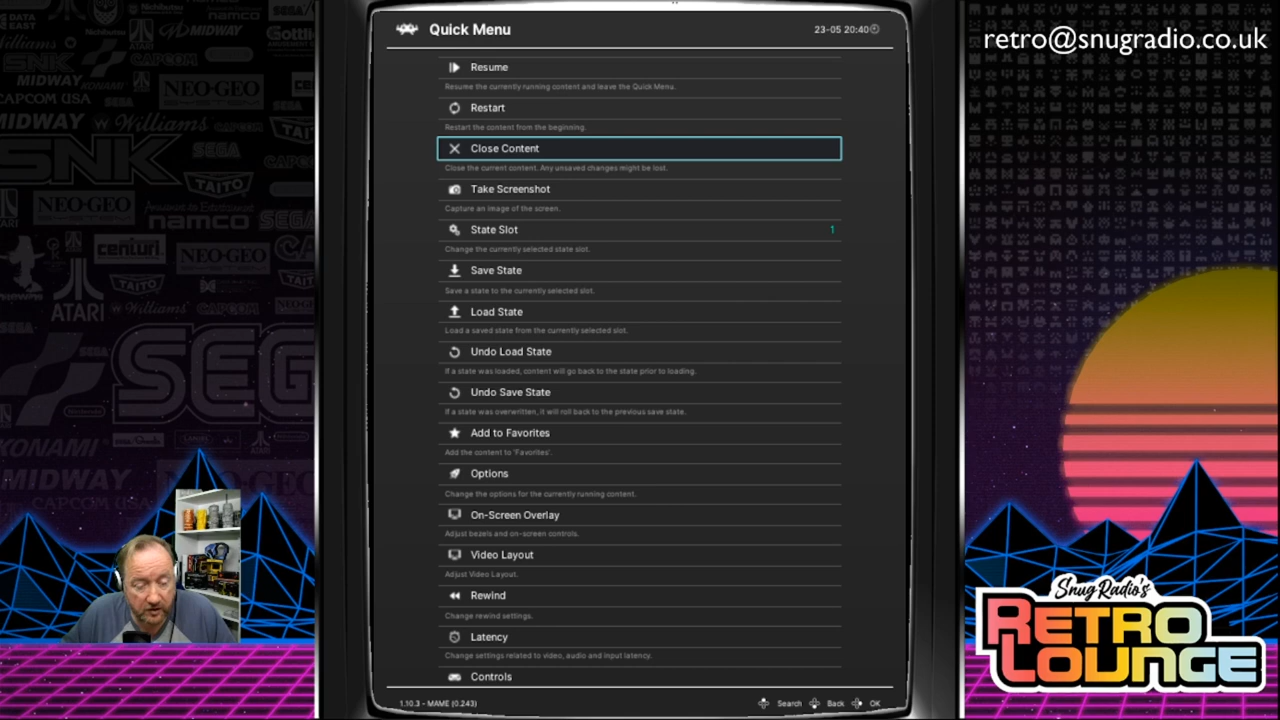 Quick Menu
23-05 20:40
retro@snugradio.co.uk
Resume
Resume the currently running content and leave the Quick Menu.
Restart
Restart the content from the beginning.
Close Content
Close the current content. Any unsaved changes might be lost.
Take Screenshot
Capture an image of the screen.
State Slot 1
Change the currently selected state slot.
Save State
Save a state to the currently selected slot.
Load State
Load a saved state from the currently selected slot.
Undo Load State
If a state was loaded, content will go back to the state prior to loading.
Undo Save State
If a state was overwritten, it will roll back to the previous save state.
Add to Favorites
Add the content to 'Favorites'.
Options
Change the options for the currently running content.
On-Screen Overlay
Adjust bezels and on-screen controls.
Video Layout
Adjust Video Layout.
Rewind
Change rewind settings.
Latency
Change settings related to video, audio and input latency.
Controls
1.10.3 - MAME (0.243)
Search Back OK
Snug Radio's
RETRO
LOUNGE
SEGA
NEO-GEO
MIDWAY
Williams
SNK
TAITO
NEO-GEO
namco
centuri
NEO-GEO
TAITO
ATARI
SEG
KONAMI
MIDWAY
CAPCOM USA